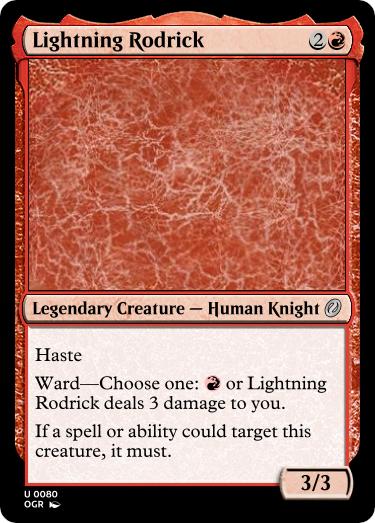 Lightning Rodrick 2
Legendary Creature — Human Knight
Haste
Ward—Choose one: or Lightning
Rodrick deals 3 damage to you.
If a spell or ability could target this
creature, it must.
3/3
U 0080
OGR